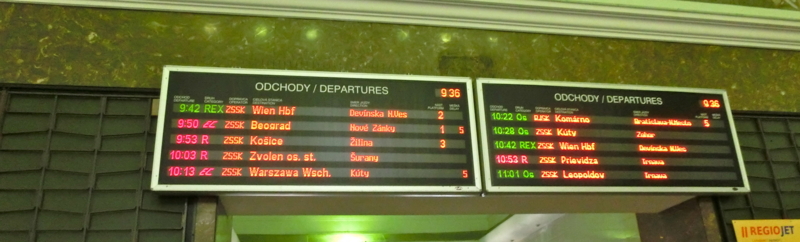 ODCHODY / DEPARTURES 9:36
9:42 REX ZSSK Wien Hbf Devínska N.Ves 2
9:50 EC ZSSK Beograd Nové Zámky 1 5
9:53 R ZSSK Košice Žilina 3
10:03 R ZSSK Zvolen os. st. Šurany
10:13 EC ZSSK Warszawa Wsch. Kúty 5
ODCHODY / DEPARTURES 9:36
10:22 Os Komárno 5
10:28 Os ZSSK Kúty Zohor
10:42 REX ZSSK Wien Hbf Devínska N.Ves
10:53 R ZSSK Prievidza Trnava
11:01 Os ZSSK Leopoldov Trnava
REGIOJET